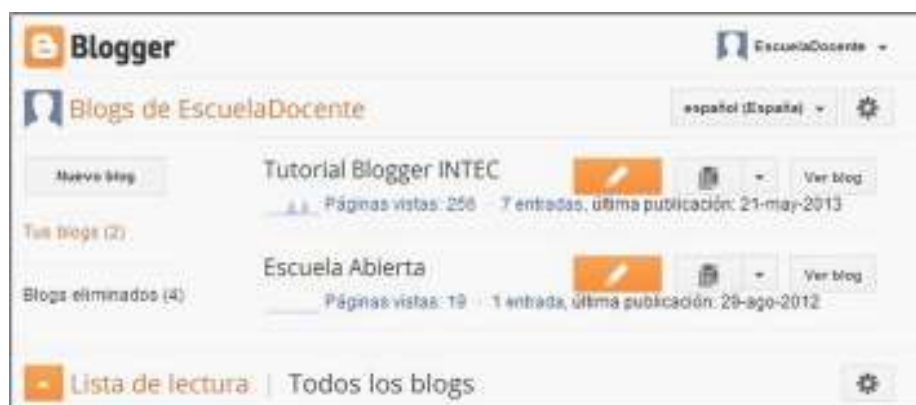 Blogger
EscuelaDocente
Blogs de EscuelaDocente
español (España)
Nuevo blog
Tutorial Blogger INTEC
Ver blog
Páginas vistas: 256 · 7 entradas, última publicación: 21-may-2013
Tus blogs (2)
Escuela Abierta
Ver blog
Blogs eliminados (4)
Páginas vistas: 19 · 1 entrada, última publicación: 29-ago-2012
Lista de lectura | Todos los blogs